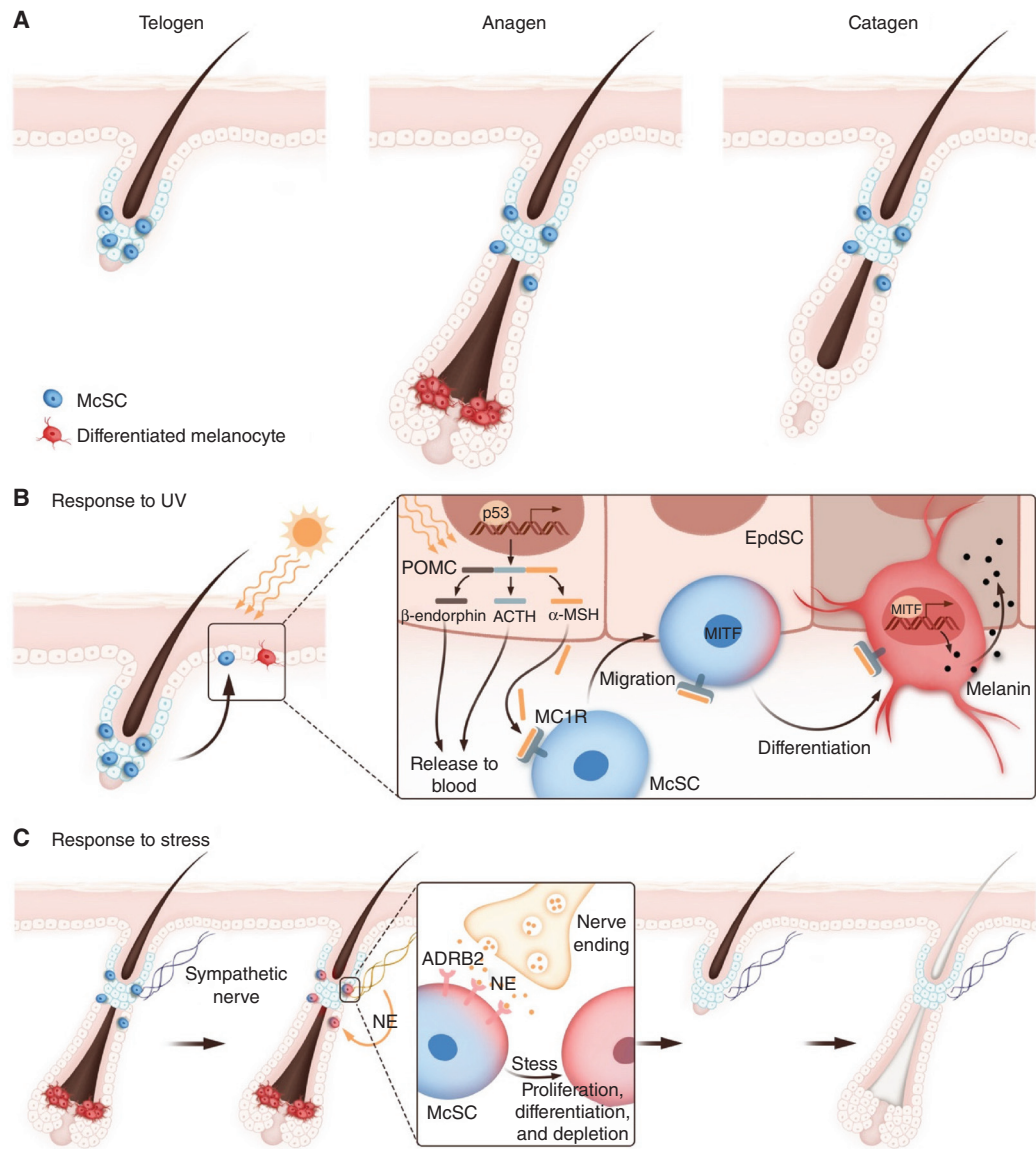 A
Telogen
Anagen
Catagen
McSC
Differentiated melanocyte
B
Response to UV
p53
POMC
β-endorphin
ACTH
α-MSH
EpdSC
MITF
MITF
Migration
Melanin
MC1R
Differentiation
Release to
blood
McSC
C
Response to stress
Sympathetic
nerve
NE
Nerve
ending
ADRB2
NE
Stess
McSC
Proliferation,
differentiation,
and depletion